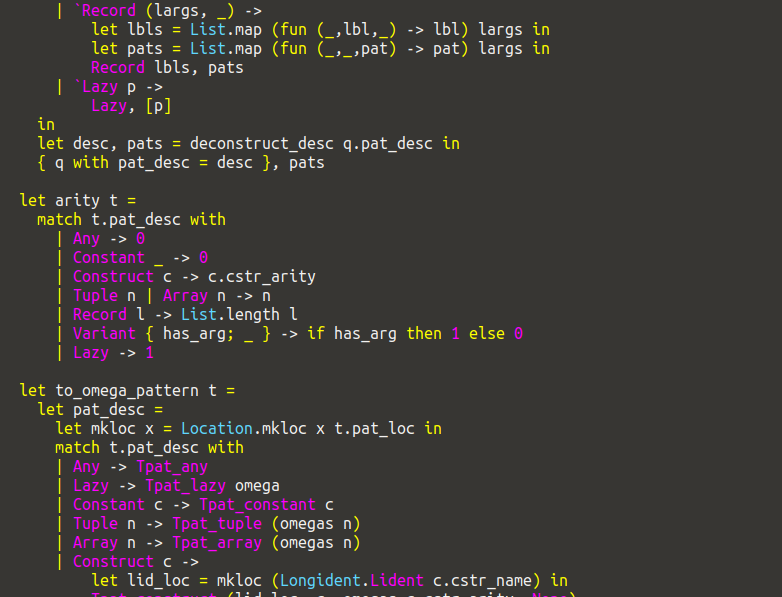 | `Record (largs, _) ->
let lbls = List.map (fun (_,lbl,_) -> lbl) largs in
let pats = List.map (fun (_,_,pat) -> pat) largs in
Record lbls, pats
| `Lazy p ->
Lazy, [p]
in
let desc, pats = deconstruct_desc q.pat_desc in
{ q with pat_desc = desc }, pats
let arity t =
match t.pat_desc with
| Any -> 0
| Constant _ -> 0
| Construct c -> c.cstr_arity
| Tuple n | Array n -> n
| Record l -> List.length l
| Variant { has_arg; _ } -> if has_arg then 1 else 0
| Lazy -> 1
let to_omega_pattern t =
let pat_desc =
let mkloc x = Location.mkloc x t.pat_loc in
match t.pat_desc with
| Any -> Tpat_any
| Lazy -> Tpat_lazy omega
| Constant c -> Tpat_constant c
| Tuple n -> Tpat_tuple (omegas n)
| Array n -> Tpat_array (omegas n)
| Construct c ->
let lid_loc = mkloc (Longident.Lident c.cstr_name) in